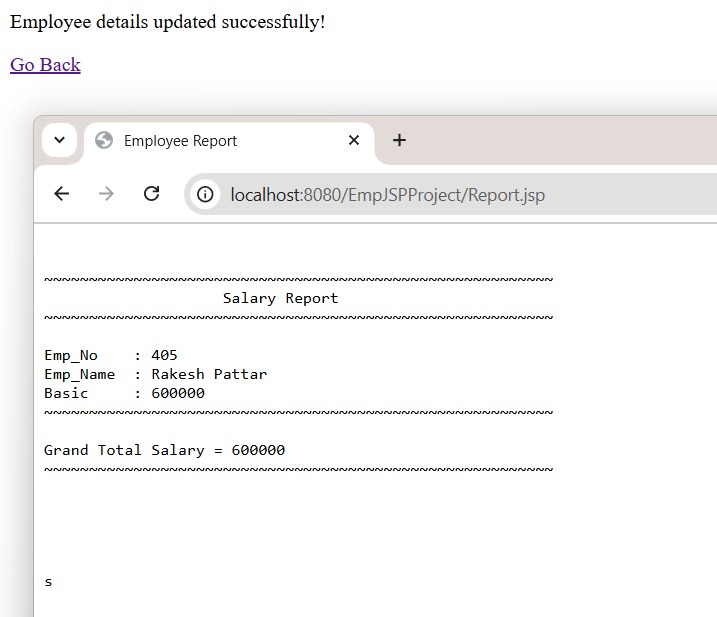 Employee details updated successfully!
Go Back
Employee Report
localhost:8080/EmpJSPProject/Report.jsp
~~~~~~~~~~~~~~~~~~~~~~~~~~~~~~~~~~~~~~~~~~~~~~~~~~~~~~~~~
Salary Report
~~~~~~~~~~~~~~~~~~~~~~~~~~~~~~~~~~~~~~~~~~~~~~~~~~~~~~~~~
Emp_No    : 405
Emp_Name  : Rakesh Pattar
Basic     : 600000
~~~~~~~~~~~~~~~~~~~~~~~~~~~~~~~~~~~~~~~~~~~~~~~~~~~~~~~~~
Grand Total Salary = 600000
~~~~~~~~~~~~~~~~~~~~~~~~~~~~~~~~~~~~~~~~~~~~~~~~~~~~~~~~~
s